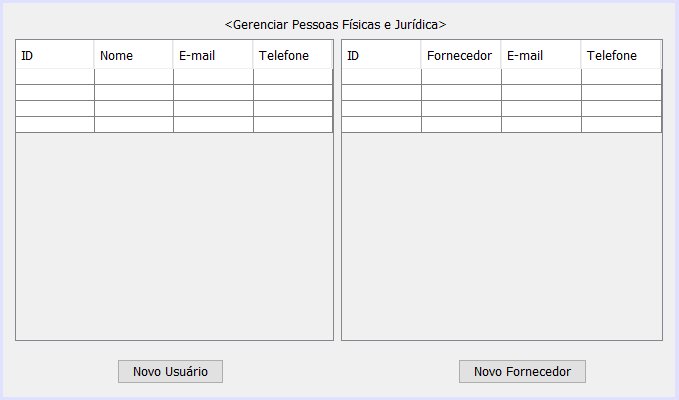 <Gerenciar Pessoas Físicas e Jurídica>
ID Nome E-mail Telefone ID Fornecedor E-mail Telefone
Novo Usuário Novo Fornecedor